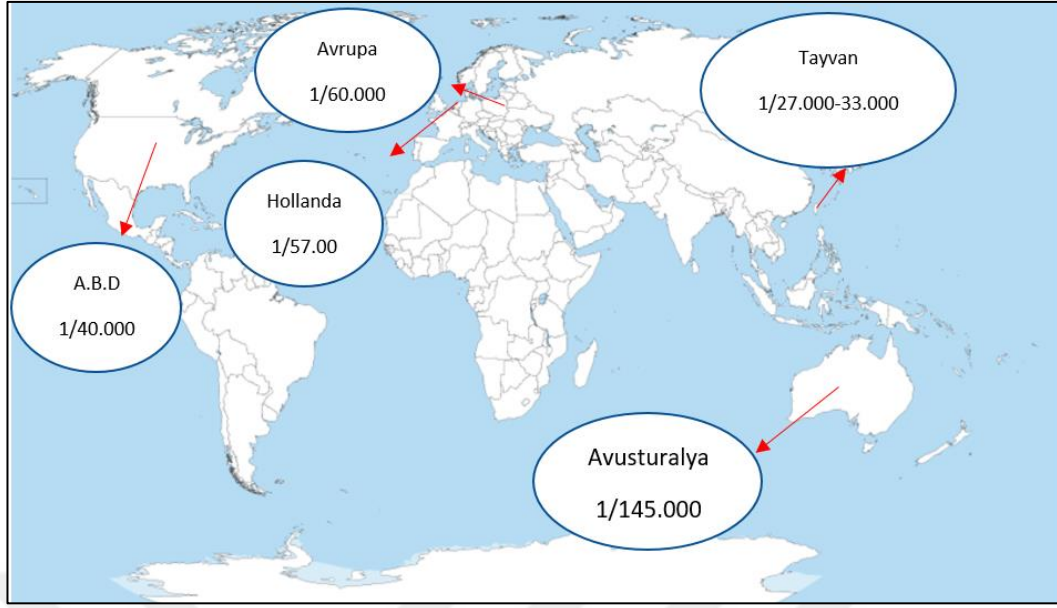 Avrupa
1/60.000
Tayvan
1/27.000-33.000
Hollanda
1/57.00
A.B.D
1/40.000
Avusturalya
1/145.000